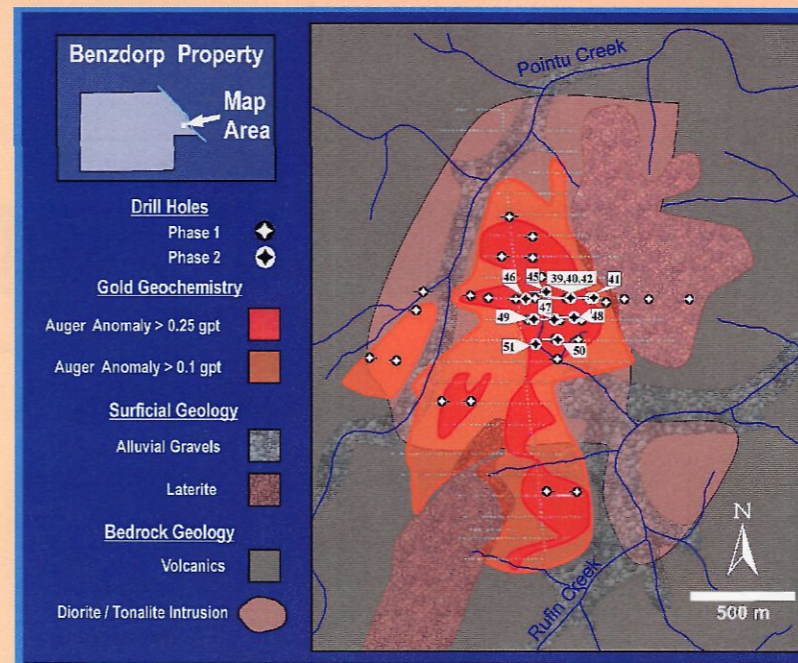 Benzdorp Property
Map
Area
Drill Holes
Phase 1
Phase 2
Gold Geochemistry
Auger Anomaly > 0.25 gpt
Auger Anomaly > 0.1 gpt
Surficial Geology
Alluvial Gravels
Laterite
Bedrock Geology
Volcanics
Diorite / Tonalite Intrusion
Pointu Creek
46
45
39,40,42
41
47
49
48
51
50
N
Rufin Creek
500 m